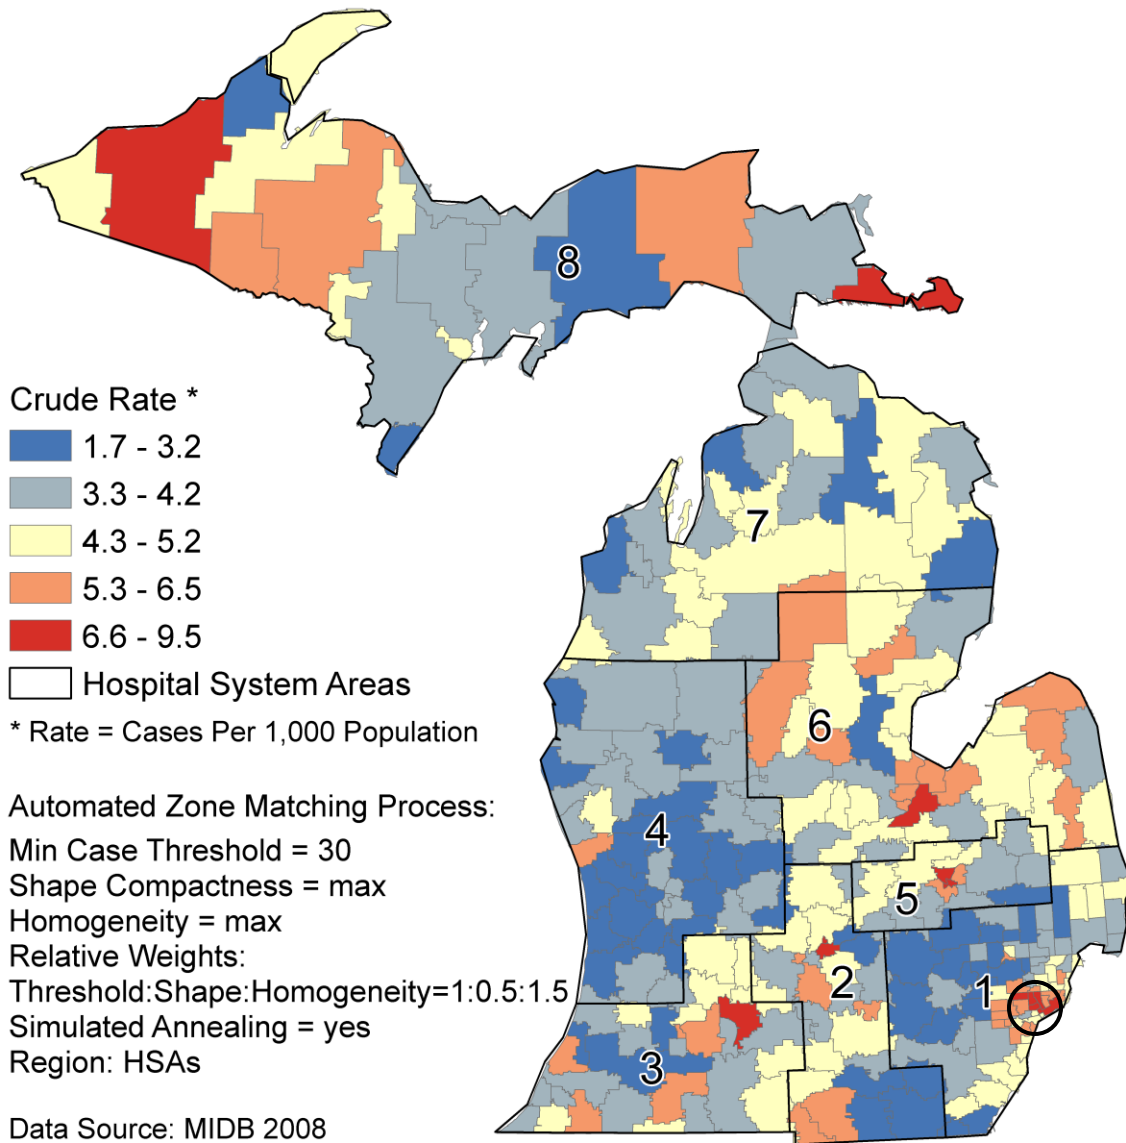 8
Crude Rate *
1.7 - 3.2
3.3 - 4.2
4.3 - 5.2
5.3 - 6.5
6.6 - 9.5
Hospital System Areas
* Rate = Cases Per 1,000 Population
7
6
4
5
2
1
3
Automated Zone Matching Process:
Min Case Threshold = 30
Shape Compactness = max
Homogeneity = max
Relative Weights:
Threshold:Shape:Homogeneity=1:0.5:1.5
Simulated Annealing = yes
Region: HSAs
Data Source: MIDB 2008